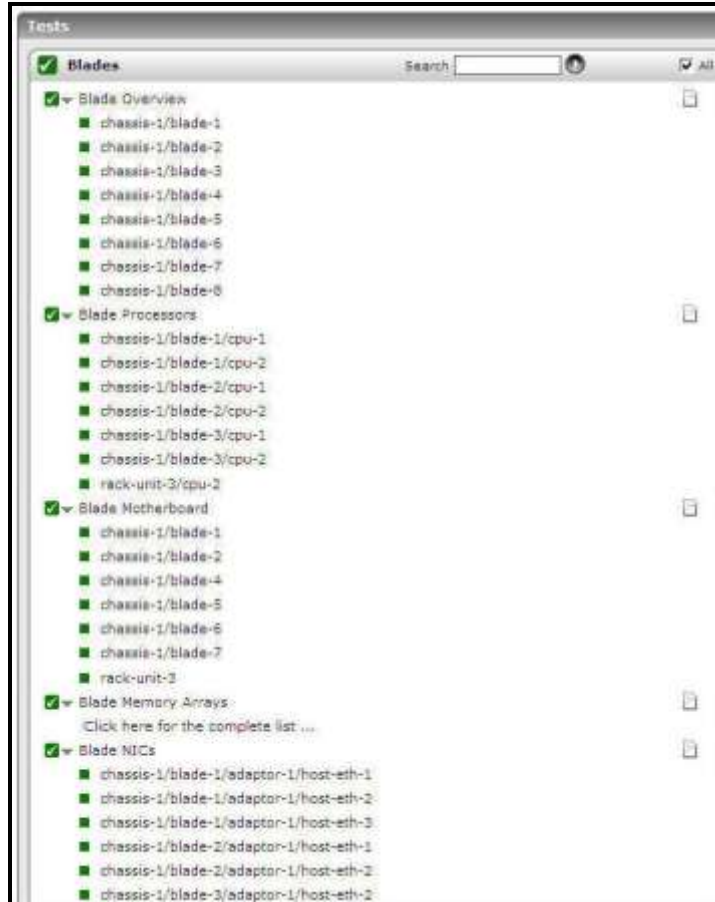 Tests
Blades Search All
Blade Overview
chassis-1/blade-1
chassis-1/blade-2
chassis-1/blade-3
chassis-1/blade-4
chassis-1/blade-5
chassis-1/blade-6
chassis-1/blade-7
chassis-1/blade-8
Blade Processors
chassis-1/blade-1/cpu-1
chassis-1/blade-1/cpu-2
chassis-1/blade-2/cpu-1
chassis-1/blade-2/cpu-2
chassis-1/blade-3/cpu-1
chassis-1/blade-3/cpu-2
rack-unit-3/cpu-2
Blade Motherboard
chassis-1/blade-1
chassis-1/blade-2
chassis-1/blade-4
chassis-1/blade-5
chassis-1/blade-6
chassis-1/blade-7
rack-unit-3
Blade Memory Arrays
Click here for the complete list ...
Blade NICs
chassis-1/blade-1/adaptor-1/host-eth-1
chassis-1/blade-1/adaptor-1/host-eth-2
chassis-1/blade-1/adaptor-1/host-eth-3
chassis-1/blade-2/adaptor-1/host-eth-1
chassis-1/blade-2/adaptor-1/host-eth-2
chassis-1/blade-3/adaptor-1/host-eth-2